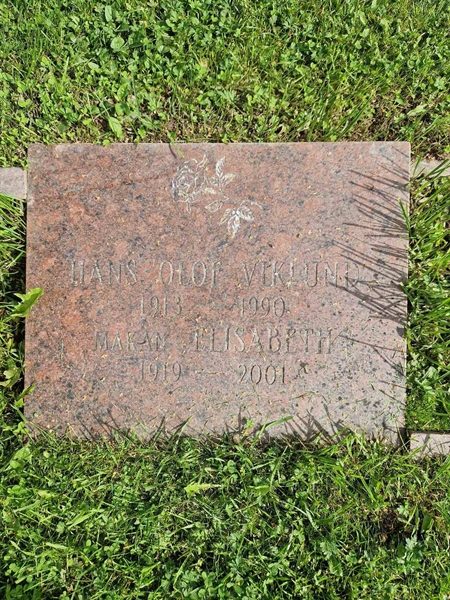 HANS OLOF VIKLUND
1913 - 1990
MAKAN ELISABETH
1919 - 2001